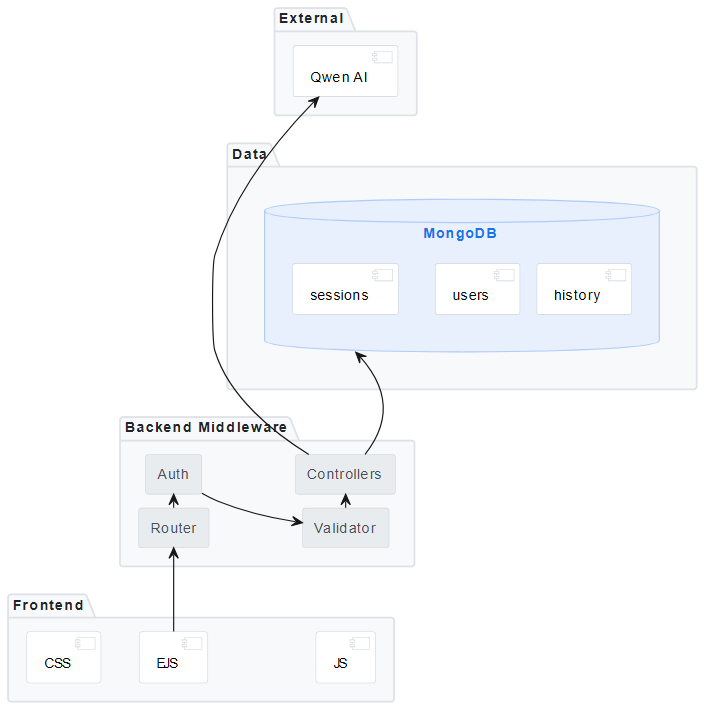 External
Qwen AI
Data
MongoDB
sessions
users
history
Backend Middleware
Auth
Controllers
Router
Validator
Frontend
CSS
EJS
JS